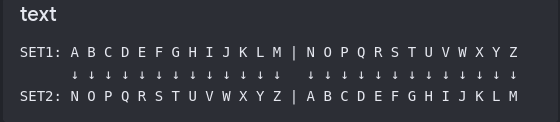 text
SET1: A B C D E F G H I J K L M | N O P Q R S T U V W X Y Z
↓ ↓ ↓ ↓ ↓ ↓ ↓ ↓ ↓ ↓ ↓ ↓ ↓   ↓ ↓ ↓ ↓ ↓ ↓ ↓ ↓ ↓ ↓ ↓ ↓ ↓
SET2: N O P Q R S T U V W X Y Z | A B C D E F G H I J K L M